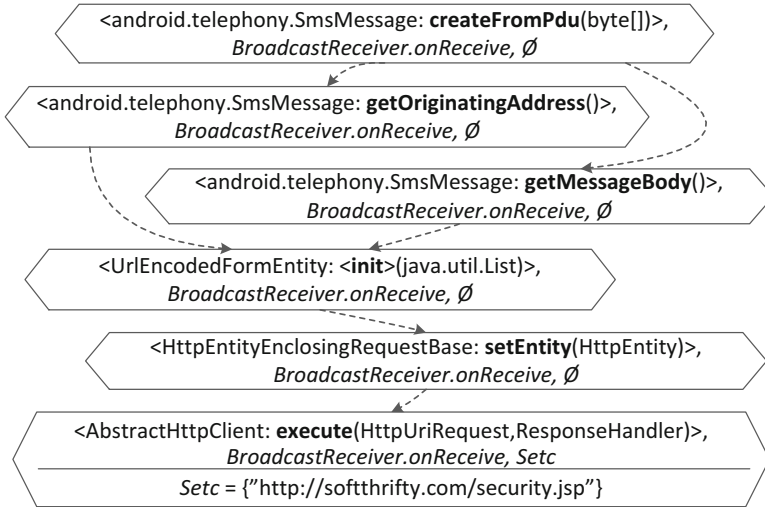 <android.telephony.SmsMessage: createFromPdu(byte[])>,
BroadcastReceiver.onReceive, Ø
<android.telephony.SmsMessage: getOriginatingAddress()>,
BroadcastReceiver.onReceive, Ø
<android.telephony.SmsMessage: getMessageBody()>,
BroadcastReceiver.onReceive, Ø
<UrlEncodedFormEntity: <init>(java.util.List)>,
BroadcastReceiver.onReceive, Ø
<HttpEntityEnclosingRequestBase: setEntity(HttpEntity)>,
BroadcastReceiver.onReceive, Ø
<AbstractHttpClient: execute(HttpUriRequest,ResponseHandler)>,
BroadcastReceiver.onReceive, Setc
Setc = {”http://softthrifty.com/security.jsp”}